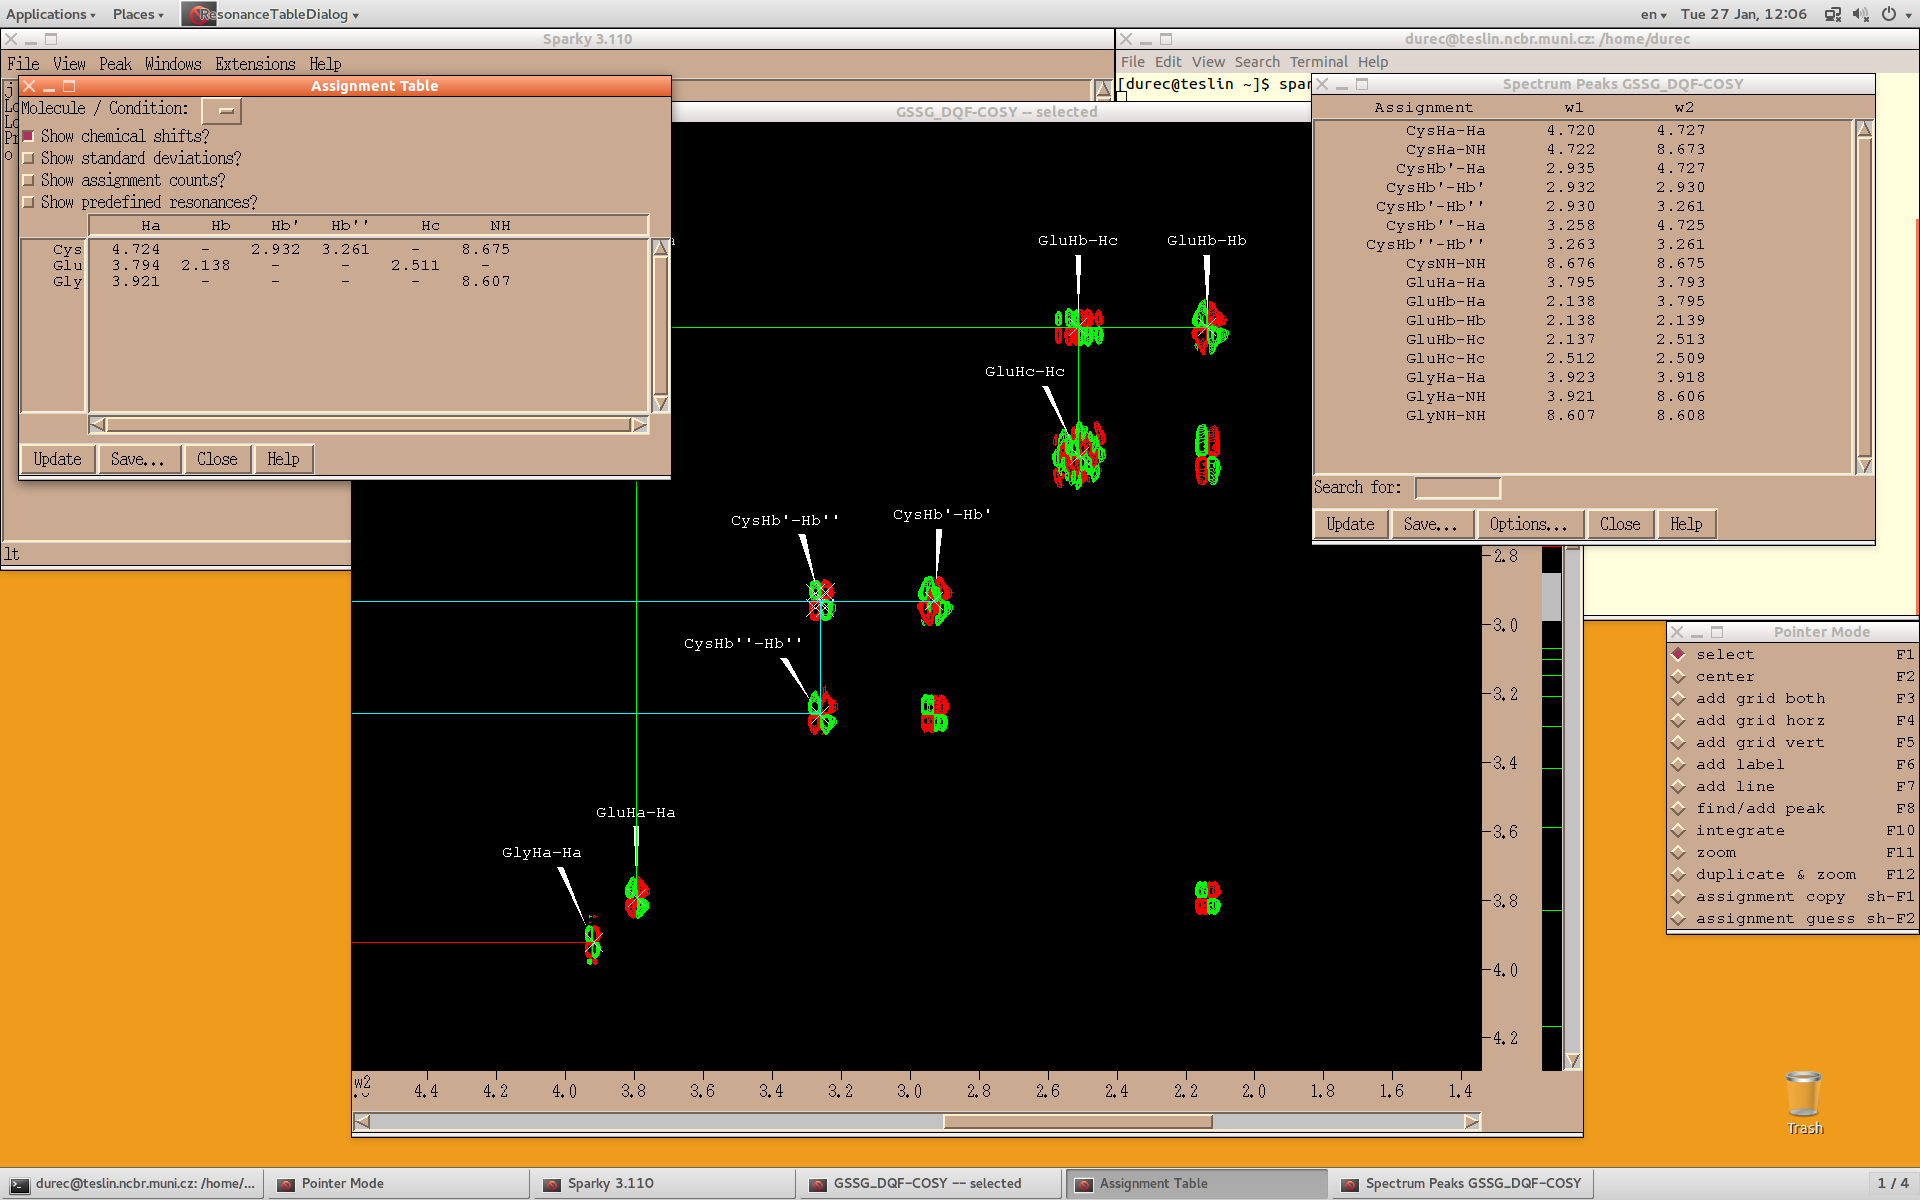 Applications Places ResonanceTableDialog en Tue 27 Jan, 12:06
Sparky 3.110
File View Peak Windows Extensions Help
durec@teslin.ncbr.muni.cz: /home/durec
File Edit View Search Terminal Help
[durec@teslin ~]$ spar
Assignment Table
Molecule / Condition:
Show chemical shifts?
Show standard deviations?
Show assignment counts?
Show predefined resonances?
Ha Hb Hb' Hb'' Hc NH
Cys 4.724 - 2.932 3.261 - 8.675
Glu 3.794 2.138 - - 2.511 -
Gly 3.921 - - - - 8.607
Update Save... Close Help
lt
GSSG_DQF-COSY -- selected
GluHb-Hc GluHb-Hb
GluHc-Hc
CysHb'-Hb'' CysHb'-Hb'
CysHb''-Hb''
GluHa-Ha
GlyHa-Ha
2.8
3.0
3.2
3.4
3.6
3.8
4.0
4.2
w2
4.4 4.2 4.0 3.8 3.6 3.4 3.2 3.0 2.8 2.6 2.4 2.2 2.0 1.8 1.6 1.4
Spectrum Peaks GSSG_DQF-COSY
Assignment w1 w2
CysHa-Ha 4.720 4.727
CysHa-NH 4.722 8.673
CysHb'-Ha 2.935 4.727
CysHb'-Hb' 2.932 2.930
CysHb'-Hb'' 2.930 3.261
CysHb''-Ha 3.258 4.725
CysHb''-Hb'' 3.263 3.261
CysNH-NH 8.676 8.675
GluHa-Ha 3.795 3.793
GluHb-Ha 2.138 3.795
GluHb-Hb 2.138 2.139
GluHb-Hc 2.137 2.513
GluHc-Hc 2.512 2.509
GlyHa-Ha 3.923 3.918
GlyHa-NH 3.921 8.606
GlyNH-NH 8.607 8.608
Search for:
Update Save... Options... Close Help
Pointer Mode
select F1
center F2
add grid both F3
add grid horz F4
add grid vert F5
add label F6
add line F7
find/add peak F8
integrate F10
zoom F11
duplicate & zoom F12
assignment copy sh-F1
assignment guess sh-F2
Trash
durec@teslin.ncbr.muni.cz: /home/... Pointer Mode Sparky 3.110 GSSG_DQF-COSY -- selected Assignment Table Spectrum Peaks GSSG_DQF-COSY 1 / 4